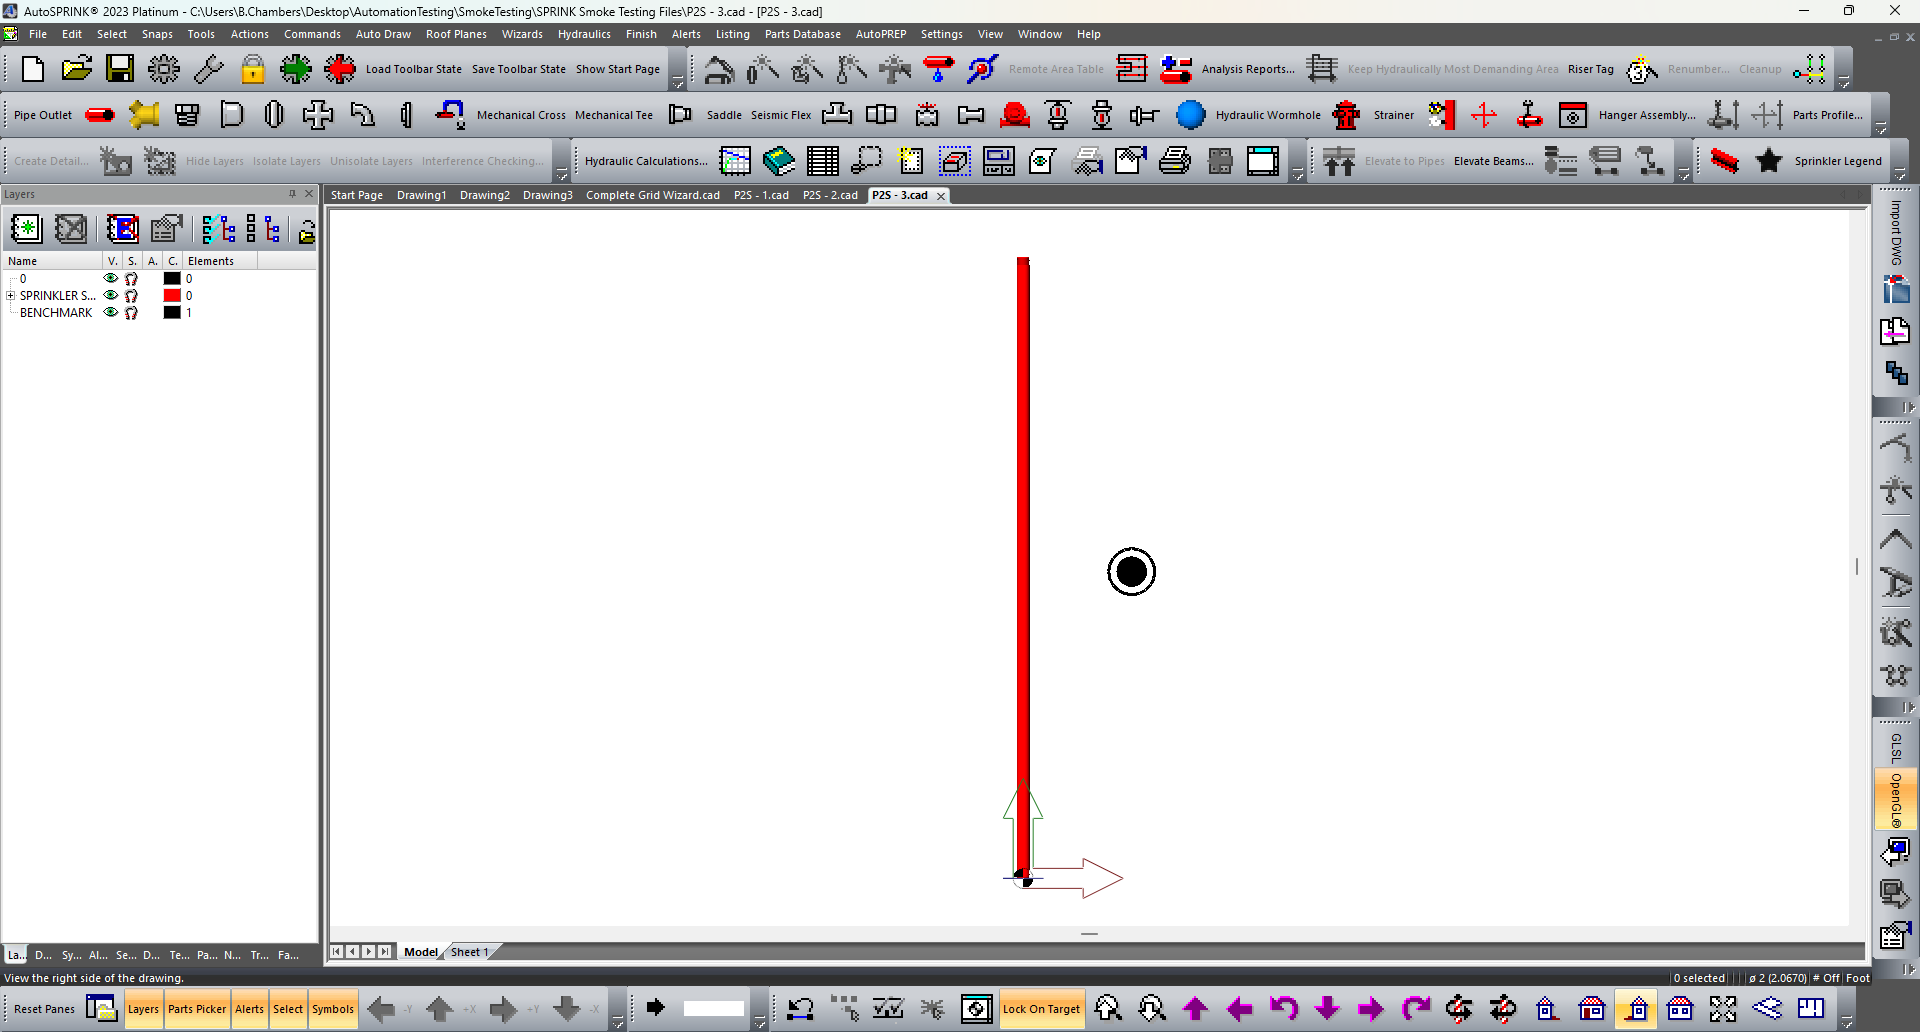 AutoSPRINK® 2023 Platinum - C:\Users\B.Chambers\Desktop\AutomationTesting\SmokeTesting\SPRINK Smoke Testing Files\P2S - 3.cad - [P2S - 3.cad]
File Edit Select Snaps Tools Actions Commands Auto Draw Roof Planes Wizards Hydraulics Finish Alerts Listing Parts Database AutoPREP Settings View Window Help
Load Toolbar State Save Toolbar State Show Start Page Remote Area Table Analysis Reports... Keep Hydraulically Most Demanding Area Riser Tag Renumber... Cleanup
Pipe Outlet Mechanical Cross Mechanical Tee Saddle Seismic Flex Hydraulic Wormhole Strainer Hanger Assembly... Parts Profile...
Create Detail... Hide Layers Isolate Layers Unisolate Layers Interference Checking... Hydraulic Calculations... Elevate to Pipes Elevate Beams... Sprinkler Legend
Layers
Start Page Drawing1 Drawing2 Drawing3 Complete Grid Wizard.cad P2S - 1.cad P2S - 2.cad P2S - 3.cad
Name V. S. A. C. Elements
0 0
SPRINKLER S... 0
BENCHMARK 1
Import DWG
GLSL
OpenGL®
La... D... Sy... Al... Se... D... Te... Pa... N... Tr... Fa...
Model Sheet 1
View the right side of the drawing.
0 selected ø 2 (2.0670) # Off Foot
Reset Panes Layers Parts Picker Alerts Select Symbols -Y +X +Y -X Lock On Target